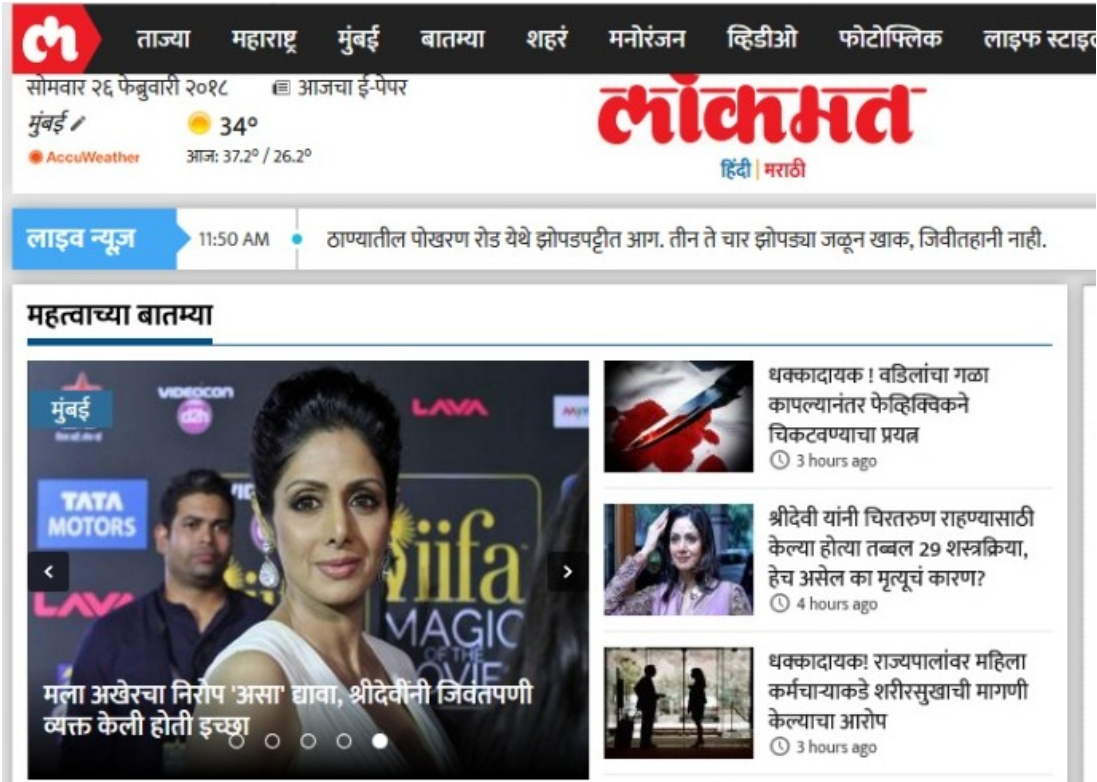 ताज्या महाराष्ट्र मुंबई बातम्या शहरं मनोरंजन व्हिडीओ फोटोफ्लिक लाइफ स्टाइल
सोमवार २६ फेब्रुवारी २०१८ आजचा ई-पेपर
मुंबई 34°
AccuWeather आज: 37.2° / 26.2°
लोकमत
हिंदी | मराठी
लाइव न्यूज़ 11:50 AM ठाण्यातील पोखरण रोड येथे झोपडपट्टीत आग. तीन ते चार झोपड्या जळून खाक, जिवीतहानी नाही.
महत्वाच्या बातम्या
मुंबई
VIDEOCON
d2h
LAVA
TATA
MOTORS
iifa
LAVA
MAGIC
OF THE
MOVIE
मला अखेरचा निरोप 'असा' द्यावा, श्रीदेवींनी जिवंतपणी
व्यक्त केली होती इच्छा
धक्कादायक ! वडिलांचा गळा
कापल्यानंतर फेव्हिक्विकने
चिकटवण्याचा प्रयत्न
3 hours ago
श्रीदेवी यांनी चिरतरुण राहण्यासाठी
केल्या होत्या तब्बल 29 शस्त्रक्रिया,
हेच असेल का मृत्यूचं कारण?
4 hours ago
धक्कादायक! राज्यपालांवर महिला
कर्मचाऱ्याकडे शरीरसुखाची मागणी
केल्याचा आरोप
3 hours ago